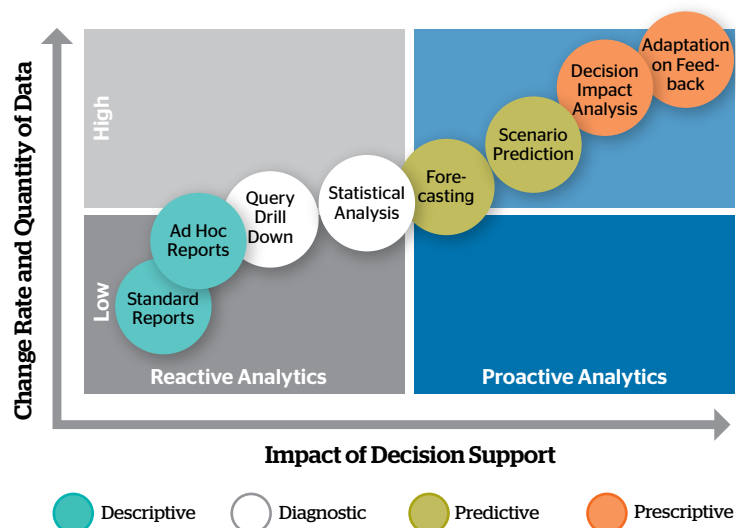 Change Rate and Quantity of Data
High
Low
Adaptation
on Feed-
back
Decision
Impact
Analysis
Scenario
Prediction
Fore-
casting
Statistical
Analysis
Query
Drill
Down
Ad Hoc
Reports
Standard
Reports
Reactive Analytics
Proactive Analytics
Impact of Decision Support
Descriptive
Diagnostic
Predictive
Prescriptive